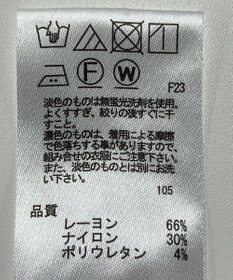 F W
F23
淡色のものは無蛍光洗剤を使用。
よくすすぎ、絞りの後すぐに干
すこと。
濃色のものは、着用による摩擦
で色落ちする事がありますので、
組み合せの衣服にご注意下さい。
また、淡色のものとは別にお洗
い下さい。
105
品質
レーヨン 66%
ナイロン 30%
ポリウレタン 4%